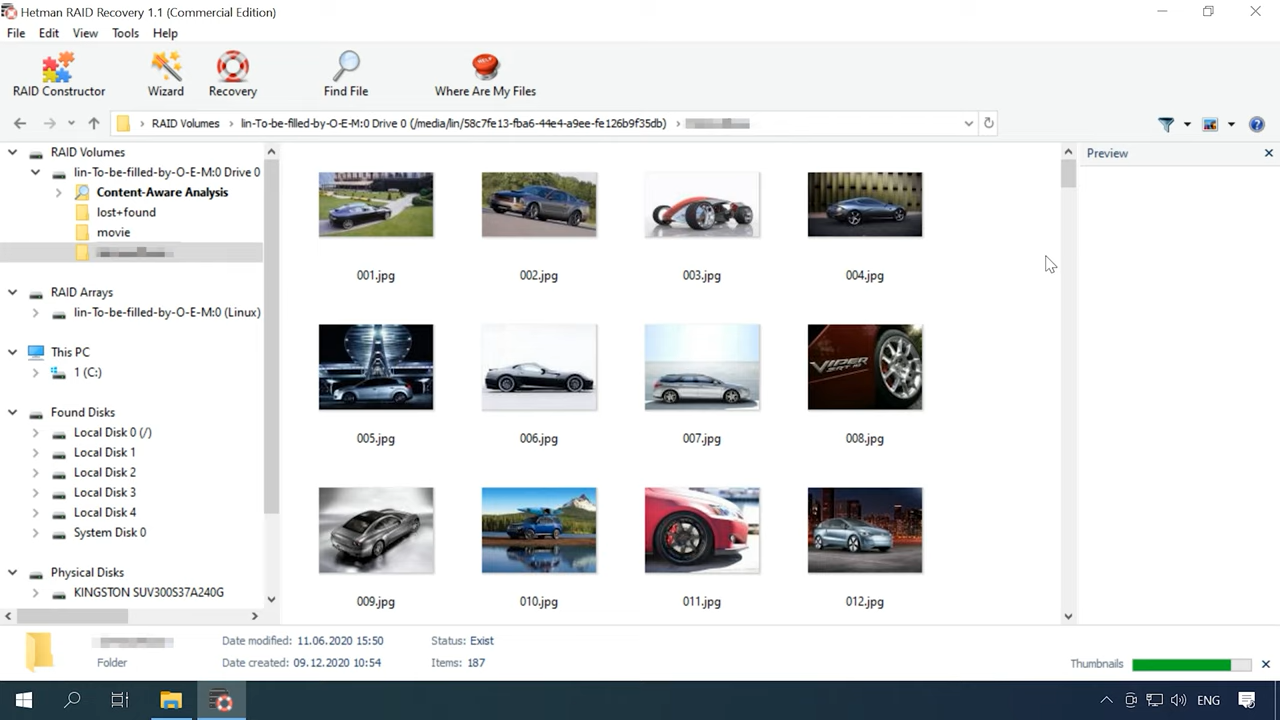 Hetman RAID Recovery 1.1 (Commercial Edition)
File Edit View Tools Help
RAID Constructor Wizard Recovery Find File Where Are My Files
RAID Volumes lin-To-be-filled-by-O-E-M:0 Drive 0 (/media/lin/58c7fe13-fba6-44e4-a9ee-fe126b9f35db)
RAID Volumes
lin-To-be-filled-by-O-E-M:0 Drive 0
Content-Aware Analysis
lost+found
movie
RAID Arrays
lin-To-be-filled-by-O-E-M:0 (Linux)
This PC
1 (C:)
Found Disks
Local Disk 0 (/)
Local Disk 1
Local Disk 2
Local Disk 3
Local Disk 4
System Disk 0
Physical Disks
KINGSTON SUV300S37A240G
001.jpg 002.jpg 003.jpg 004.jpg
VIPER
SRT 10
005.jpg 006.jpg 007.jpg 008.jpg
009.jpg 010.jpg 011.jpg 012.jpg
Preview
Folder
Date modified: 11.06.2020 15:50
Date created: 09.12.2020 10:54
Status: Exist
Items: 187
Thumbnails
ENG